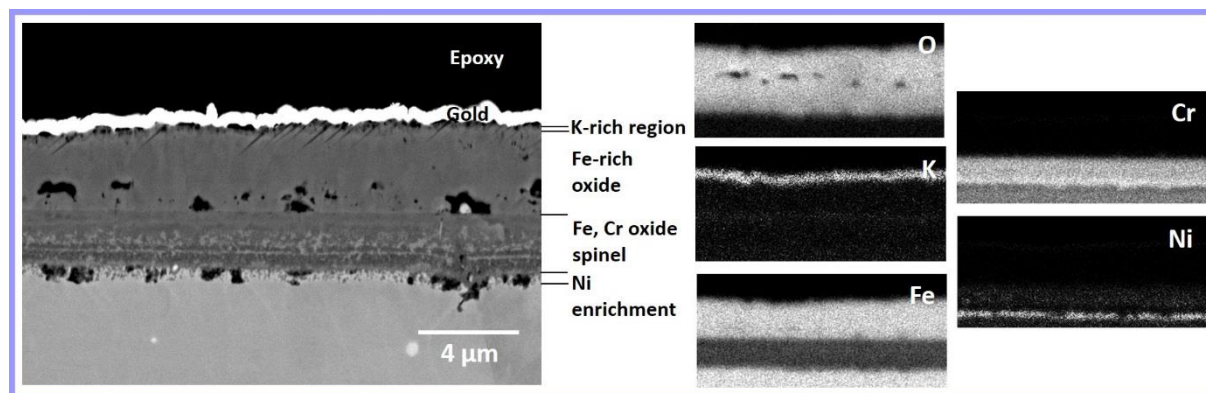 Epoxy
Gold
K-rich region
Fe-rich
oxide
Fe, Cr oxide
spinel
Ni
enrichment
4 µm
O
K
Fe
Cr
Ni